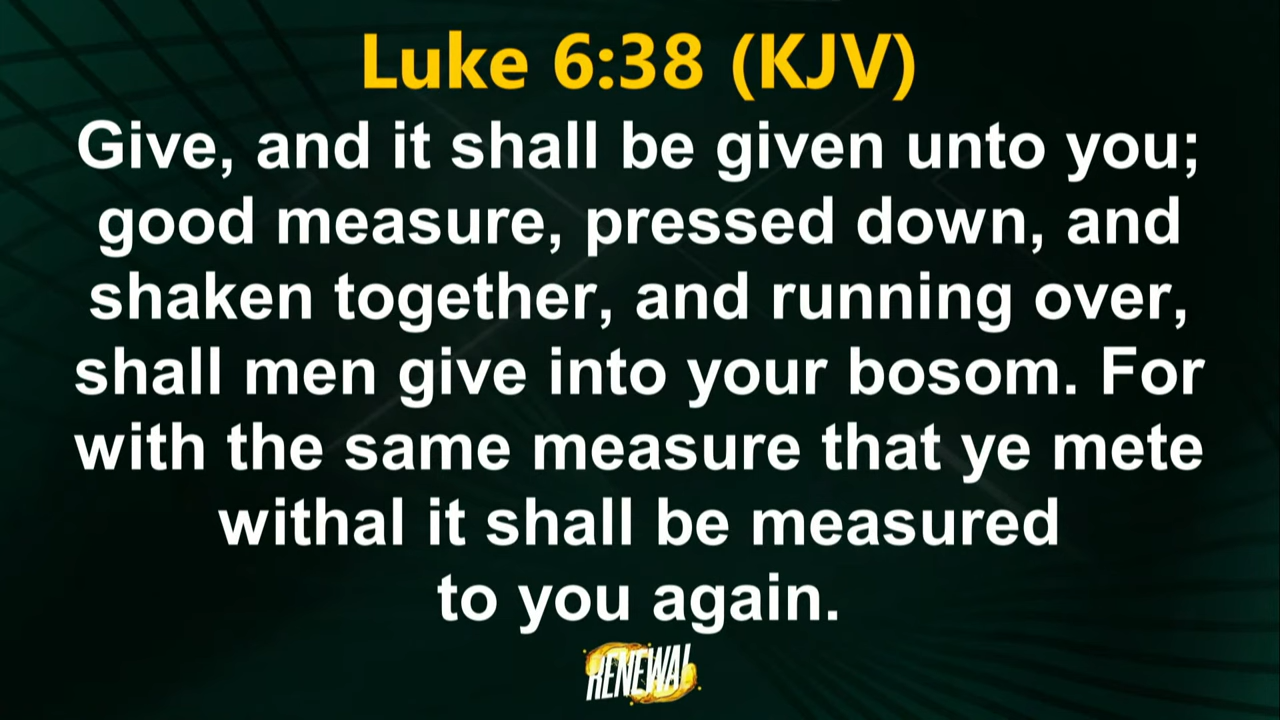 Luke 6:38 (KJV)
Give, and it shall be given unto you;
good measure, pressed down, and
shaken together, and running over,
shall men give into your bosom. For
with the same measure that ye mete
withal it shall be measured
to you again.
RENEWAL